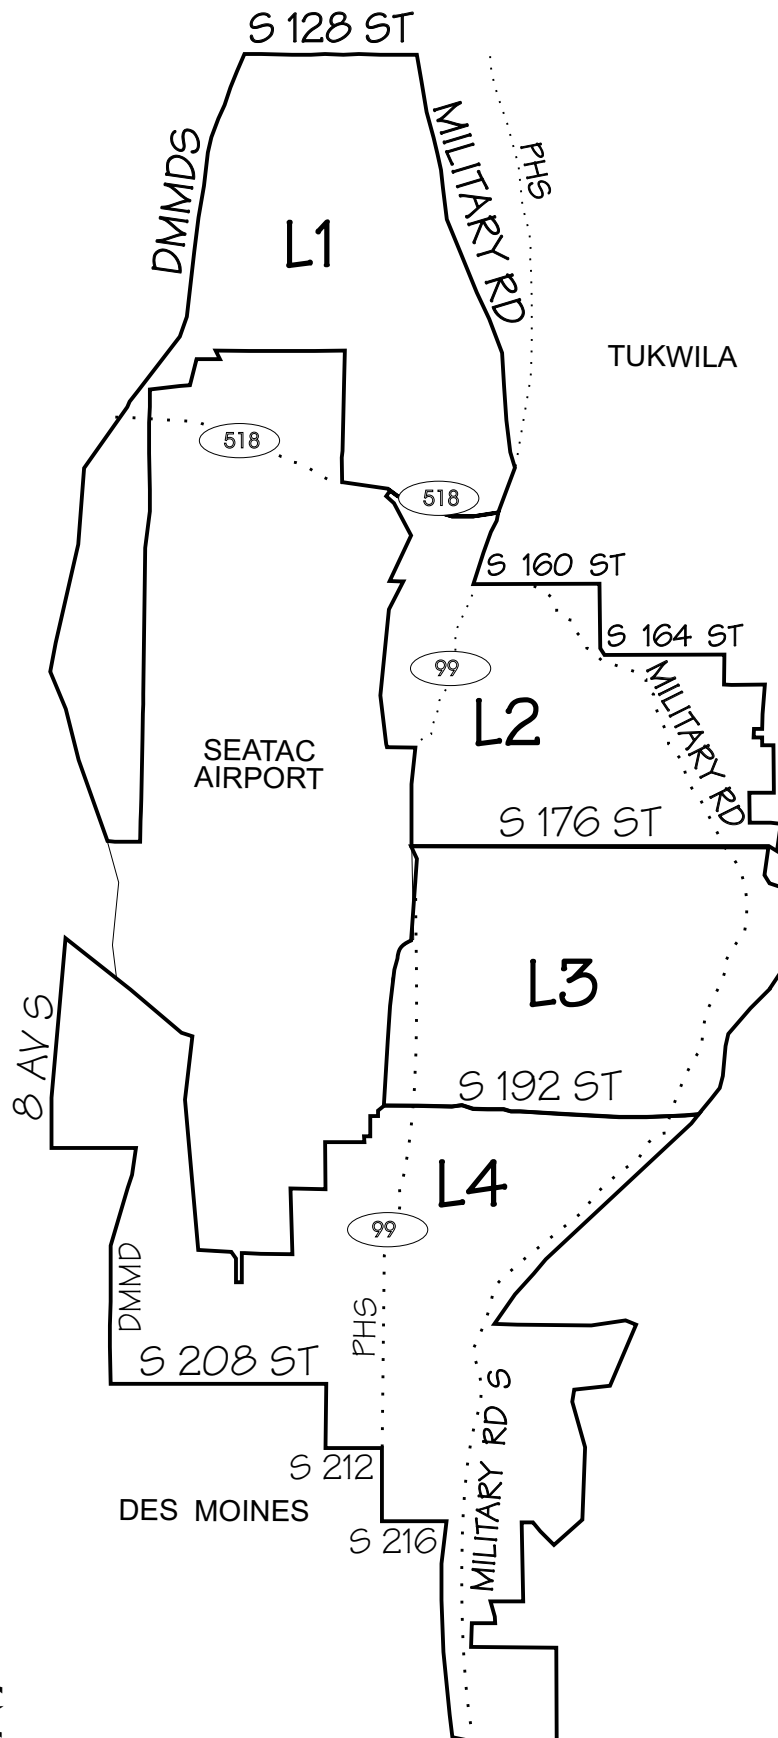 S 128 ST
DMMDS
MILITARY RD
PHS
L1
TUKWILA
518
518
S 160 ST
S 164 ST
99
MILITARY RD
L2
SEATAC
AIRPORT
S 176 ST
L3
8 AV S
S 192 ST
L4
99
DMMD
PHS
S 208 ST
MILITARY RD S
S 212
DES MOINES
S 216